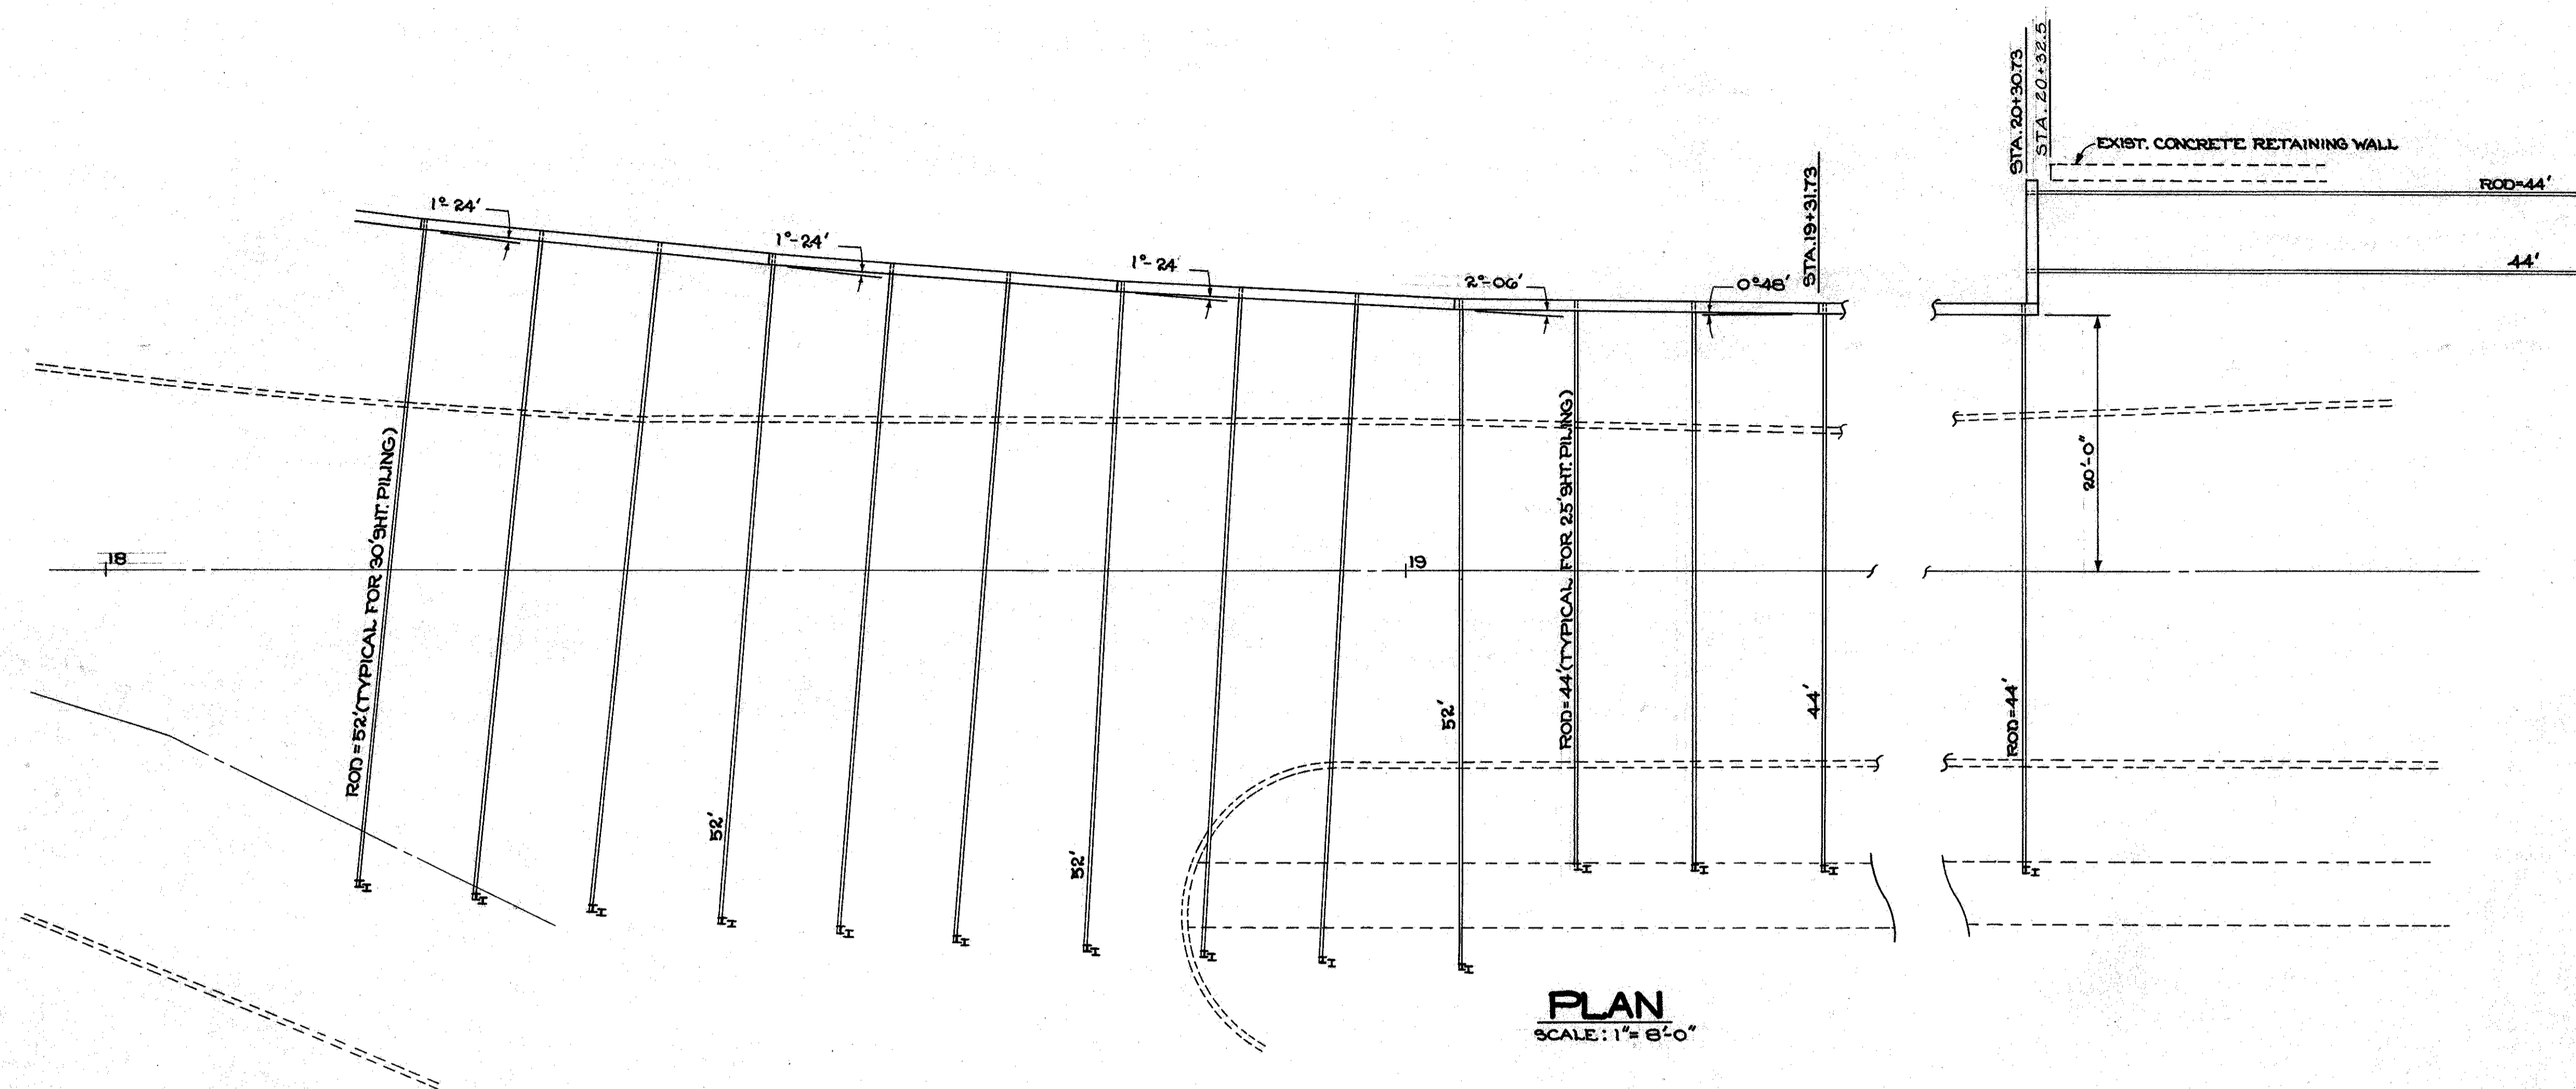 STA. 20+30.73
STA. 20+32.5
EXIST. CONCRETE RETAINING WALL
ROD=44'
44'
STA. 19+31.73
1°-24'
1°-24'
1°-24
2°-06'
0°48'
ROD=52'(TYPICAL FOR 30'SHT. PILING)
ROD=44'(TYPICAL FOR 25'SHT. PILING)
20'-0"
18
19
52'
52'
52'
44'
ROD=44'
PLAN
SCALE: 1"=8'-0"